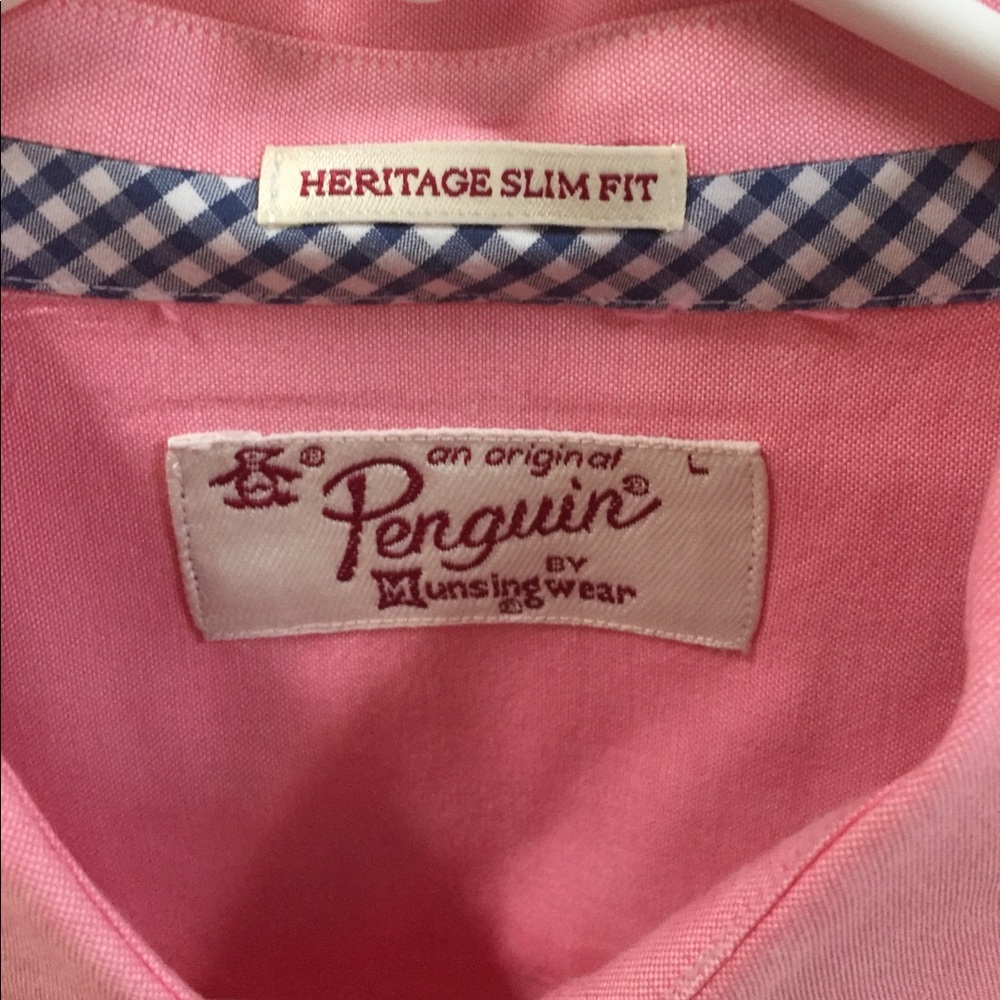 HERITAGE SLIM FIT
® an original L
Penguin®
BY
Munsingwear
®